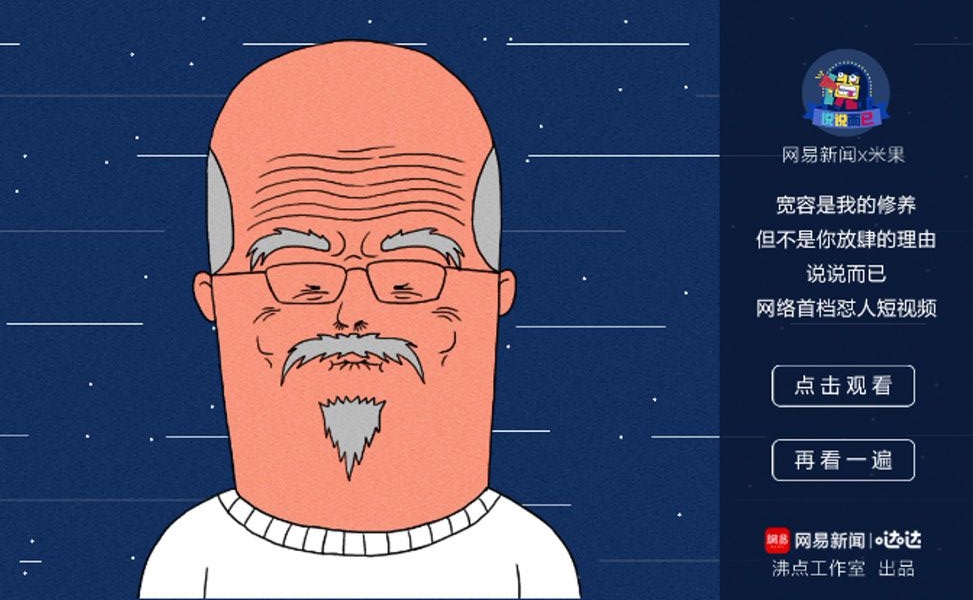 说说而已
网易新闻x米果
宽容是我的修养
但不是你放肆的理由
说说而已
网络首档怼人短视频
点击观看
再看一遍
網易 网易新闻|哒哒
沸点工作室 出品